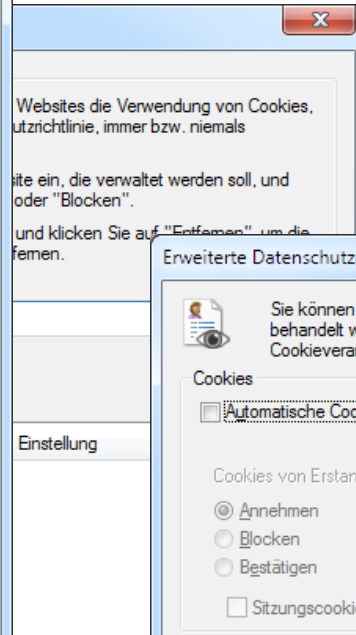 Websites die Verwendung von Cookies,
utzrichtlinie, immer bzw. niemals
site ein, die verwaltet werden soll, und
oder "Blocken".
und klicken Sie auf "Entfernen", um die
fernen.
Erweiterte Datenschutz
Sie können
behandelt
Cookievera
Cookies
Automatische Coo
Einstellung
Cookies von Erstan
Annehmen
Blocken
Bestätigen
Sitzungscooki